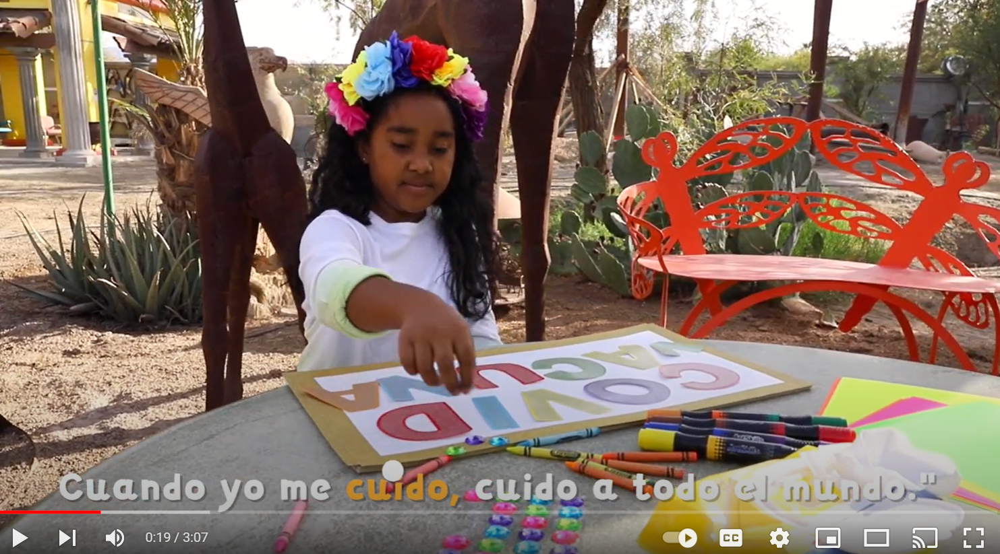 VACUNA
COVID
Cuando yo me cuido, cuido a todo el mundo."
0:19 / 3:07
CC